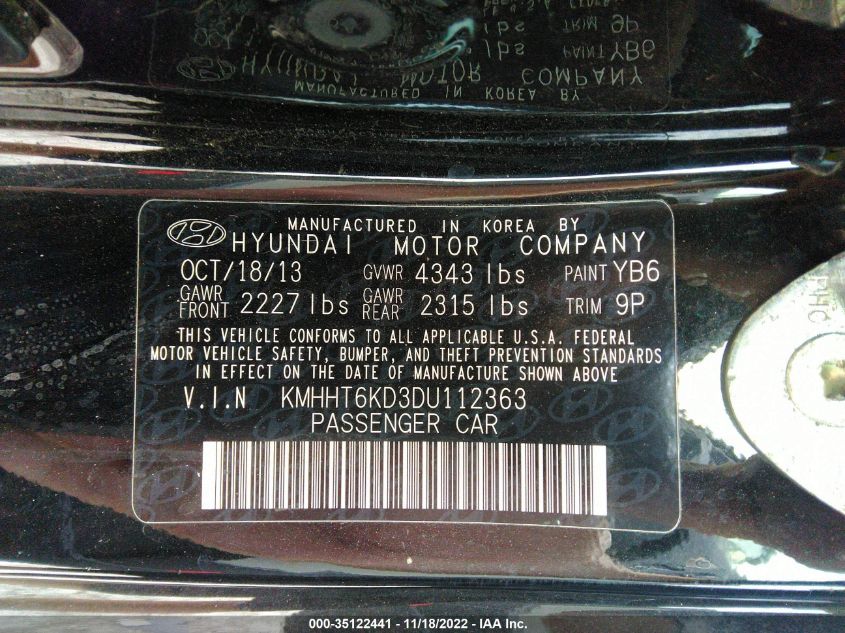 MANUFACTURED IN KOREA BY
HYUNDAI MOTOR COMPANY
OCT/18/13 GVWR 4343 lbs PAINT YB6
GAWR FRONT 2227 lbs GAWR REAR 2315 lbs TRIM 9P
THIS VEHICLE CONFORMS TO ALL APPLICABLE U.S.A. FEDERAL
MOTOR VEHICLE SAFETY, BUMPER, AND THEFT PREVENTION STANDARDS
IN EFFECT ON THE DATE OF MANUFACTURE SHOWN ABOVE
V.I.N KMHHT6KD3DU112363
PASSENGER CAR
000-35122441 - 11/18/2022 - IAA Inc.